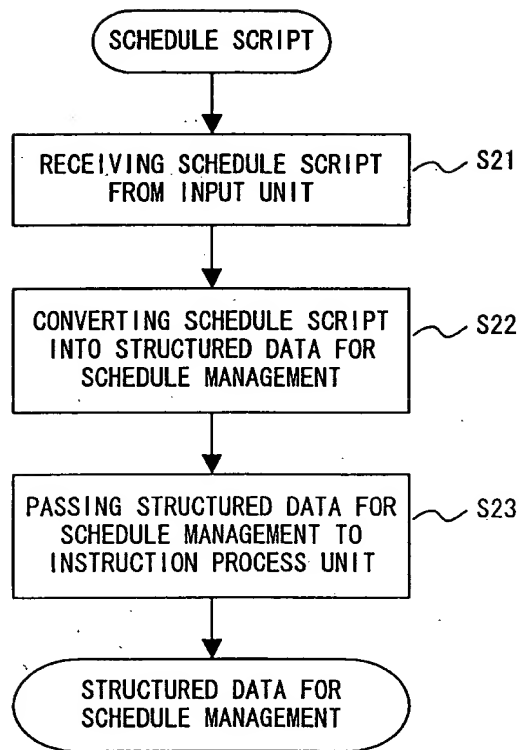 SCHEDULE SCRIPT
RECEIVING SCHEDULE SCRIPT
FROM INPUT UNIT
S21
CONVERTING SCHEDULE SCRIPT
INTO STRUCTURED DATA FOR
SCHEDULE MANAGEMENT
S22
PASSING STRUCTURED DATA FOR
SCHEDULE MANAGEMENT TO
INSTRUCTION PROCESS UNIT
S23
STRUCTURED DATA FOR
SCHEDULE MANAGEMENT